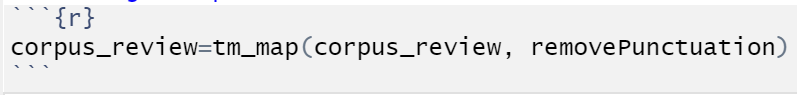 ```{r}
corpus_review=tm_map(corpus_review, removePunctuation)
```